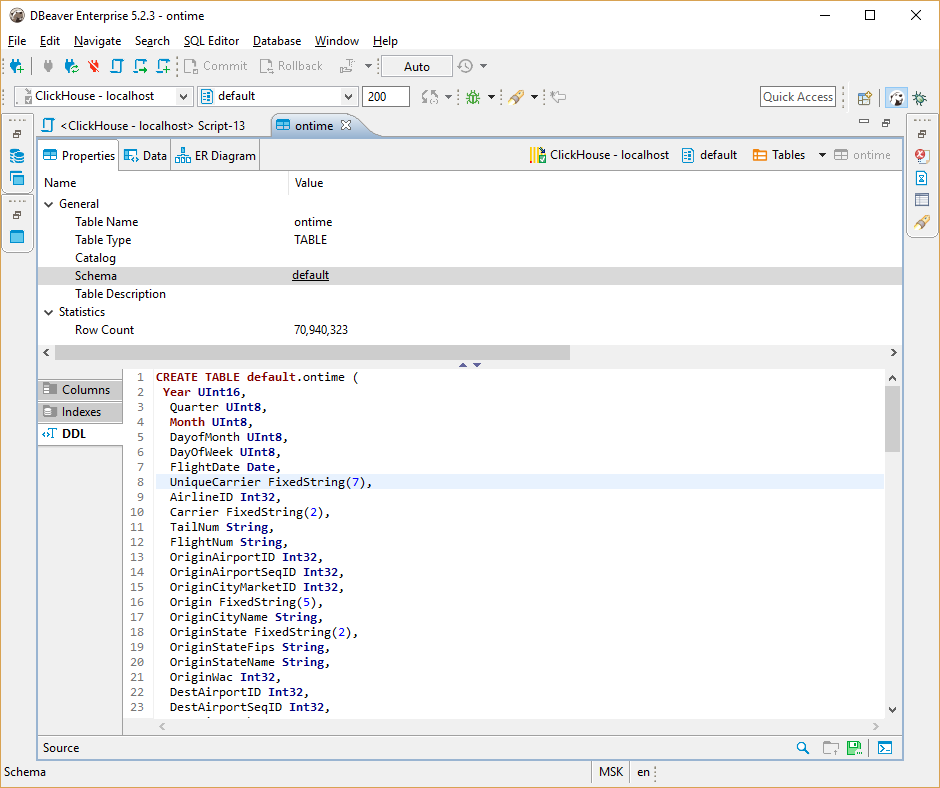 DBeaver Enterprise 5.2.3 - ontime
File Edit Navigate Search SQL Editor Database Window Help
Commit Rollback Auto
ClickHouse - localhost default 200 Quick Access
<ClickHouse - localhost> Script-13 ontime
Properties Data ER Diagram ClickHouse - localhost default Tables ontime
Name Value
General
Table Name ontime
Table Type TABLE
Catalog
Schema default
Table Description
Statistics
Row Count 70,940,323
Columns
Indexes
DDL
1 CREATE TABLE default.ontime (
2 Year UInt16,
3 Quarter UInt8,
4 Month UInt8,
5 DayofMonth UInt8,
6 DayOfWeek UInt8,
7 FlightDate Date,
8 UniqueCarrier FixedString(7),
9 AirlineID Int32,
10 Carrier FixedString(2),
11 TailNum String,
12 FlightNum String,
13 OriginAirportID Int32,
14 OriginAirportSeqID Int32,
15 OriginCityMarketID Int32,
16 Origin FixedString(5),
17 OriginCityName String,
18 OriginState FixedString(2),
19 OriginStateFips String,
20 OriginStateName String,
21 OriginWac Int32,
22 DestAirportID Int32,
23 DestAirportSeqID Int32,
Source
Schema MSK en